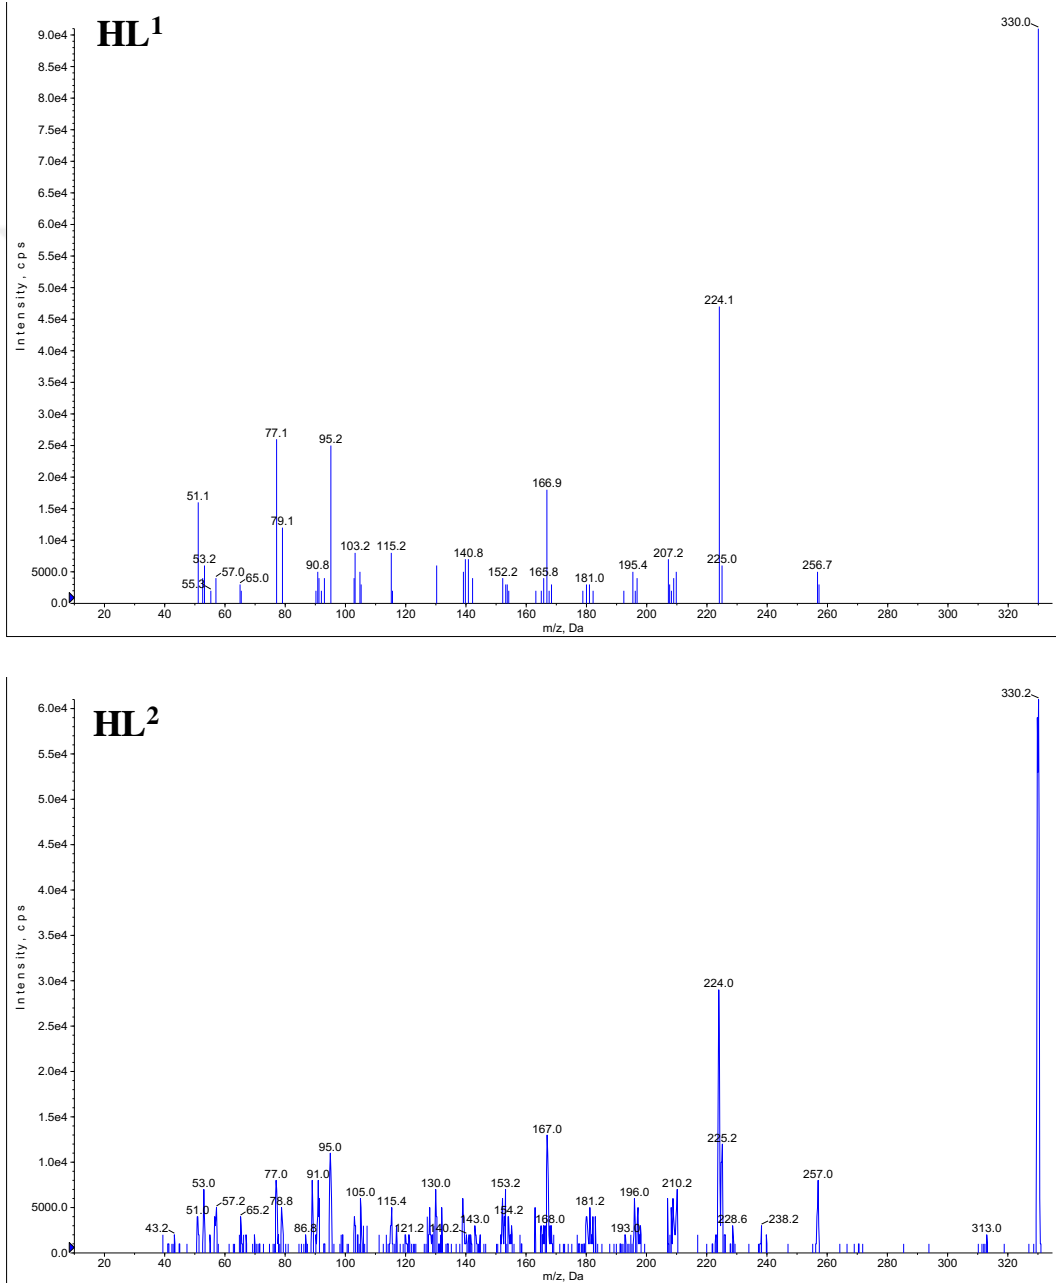 HL1
330.0
9.0e4
8.5e4
8.0e4
7.5e4
7.0e4
6.5e4
6.0e4
5.5e4
5.0e4
4.5e4
4.0e4
3.5e4
3.0e4
2.5e4
2.0e4
1.5e4
1.0e4
5000.0
0.0
Intensity, cps
224.1
77.1
95.2
51.1
166.9
79.1
53.2
103.2
115.2
140.8
207.2
55.3
57.0
65.0
90.8
152.2
165.8
181.0
195.4
225.0
256.7
20 40 60 80 100 120 140 160 180 200 220 240 260 280 300 320
m/z, Da
HL2
330.2
6.0e4
5.5e4
5.0e4
4.5e4
4.0e4
3.5e4
3.0e4
2.5e4
2.0e4
1.5e4
1.0e4
5000.0
0.0
Intensity, cps
224.0
167.0
225.2
95.0
77.0
91.0
53.0
105.0
130.0
153.2
196.0
210.2
257.0
51.0
57.2
65.2
78.8
115.4
143.0
154.2
181.2
43.2
86.8
121.2
140.2
168.0
193.0
228.6
238.2
313.0
20 40 60 80 100 120 140 160 180 200 220 240 260 280 300 320
m/z, Da